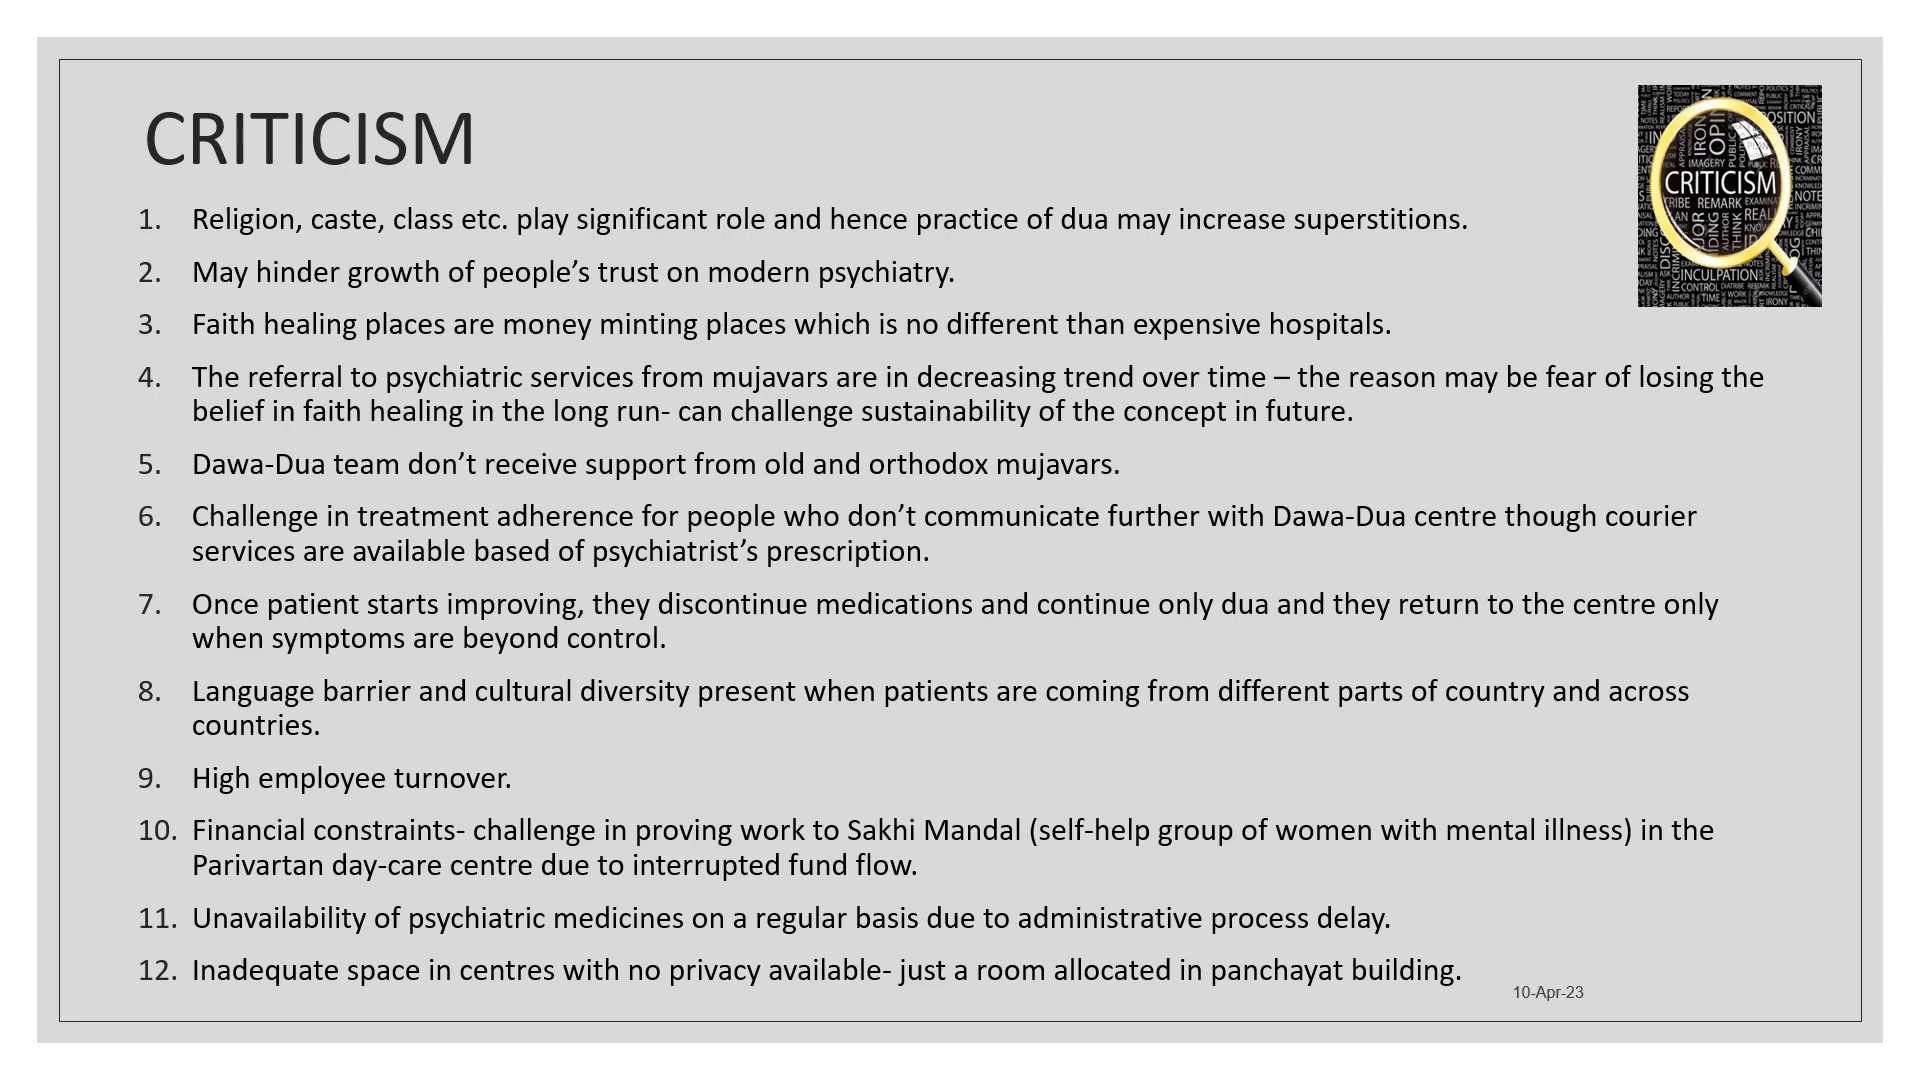 CRITICISM
1. Religion, caste, class etc. play significant role and hence practice of dua may increase superstitions.
2. May hinder growth of people’s trust on modern psychiatry.
3. Faith healing places are money minting places which is no different than expensive hospitals.
4. The referral to psychiatric services from mujavars are in decreasing trend over time – the reason may be fear of losing the
belief in faith healing in the long run- can challenge sustainability of the concept in future.
5. Dawa-Dua team don’t receive support from old and orthodox mujavars.
6. Challenge in treatment adherence for people who don’t communicate further with Dawa-Dua centre though courier
services are available based of psychiatrist’s prescription.
7. Once patient starts improving, they discontinue medications and continue only dua and they return to the centre only
when symptoms are beyond control.
8. Language barrier and cultural diversity present when patients are coming from different parts of country and across
countries.
9. High employee turnover.
10. Financial constraints- challenge in proving work to Sakhi Mandal (self-help group of women with mental illness) in the
Parivartan day-care centre due to interrupted fund flow.
11. Unavailability of psychiatric medicines on a regular basis due to administrative process delay.
12. Inadequate space in centres with no privacy available- just a room allocated in panchayat building.
10-Apr-23
IMAGERY
CRITICISM
TRIBE REMARK
INCULPATION
CONTROL DIATRIBE REMARK
TIME WORK
IRONY